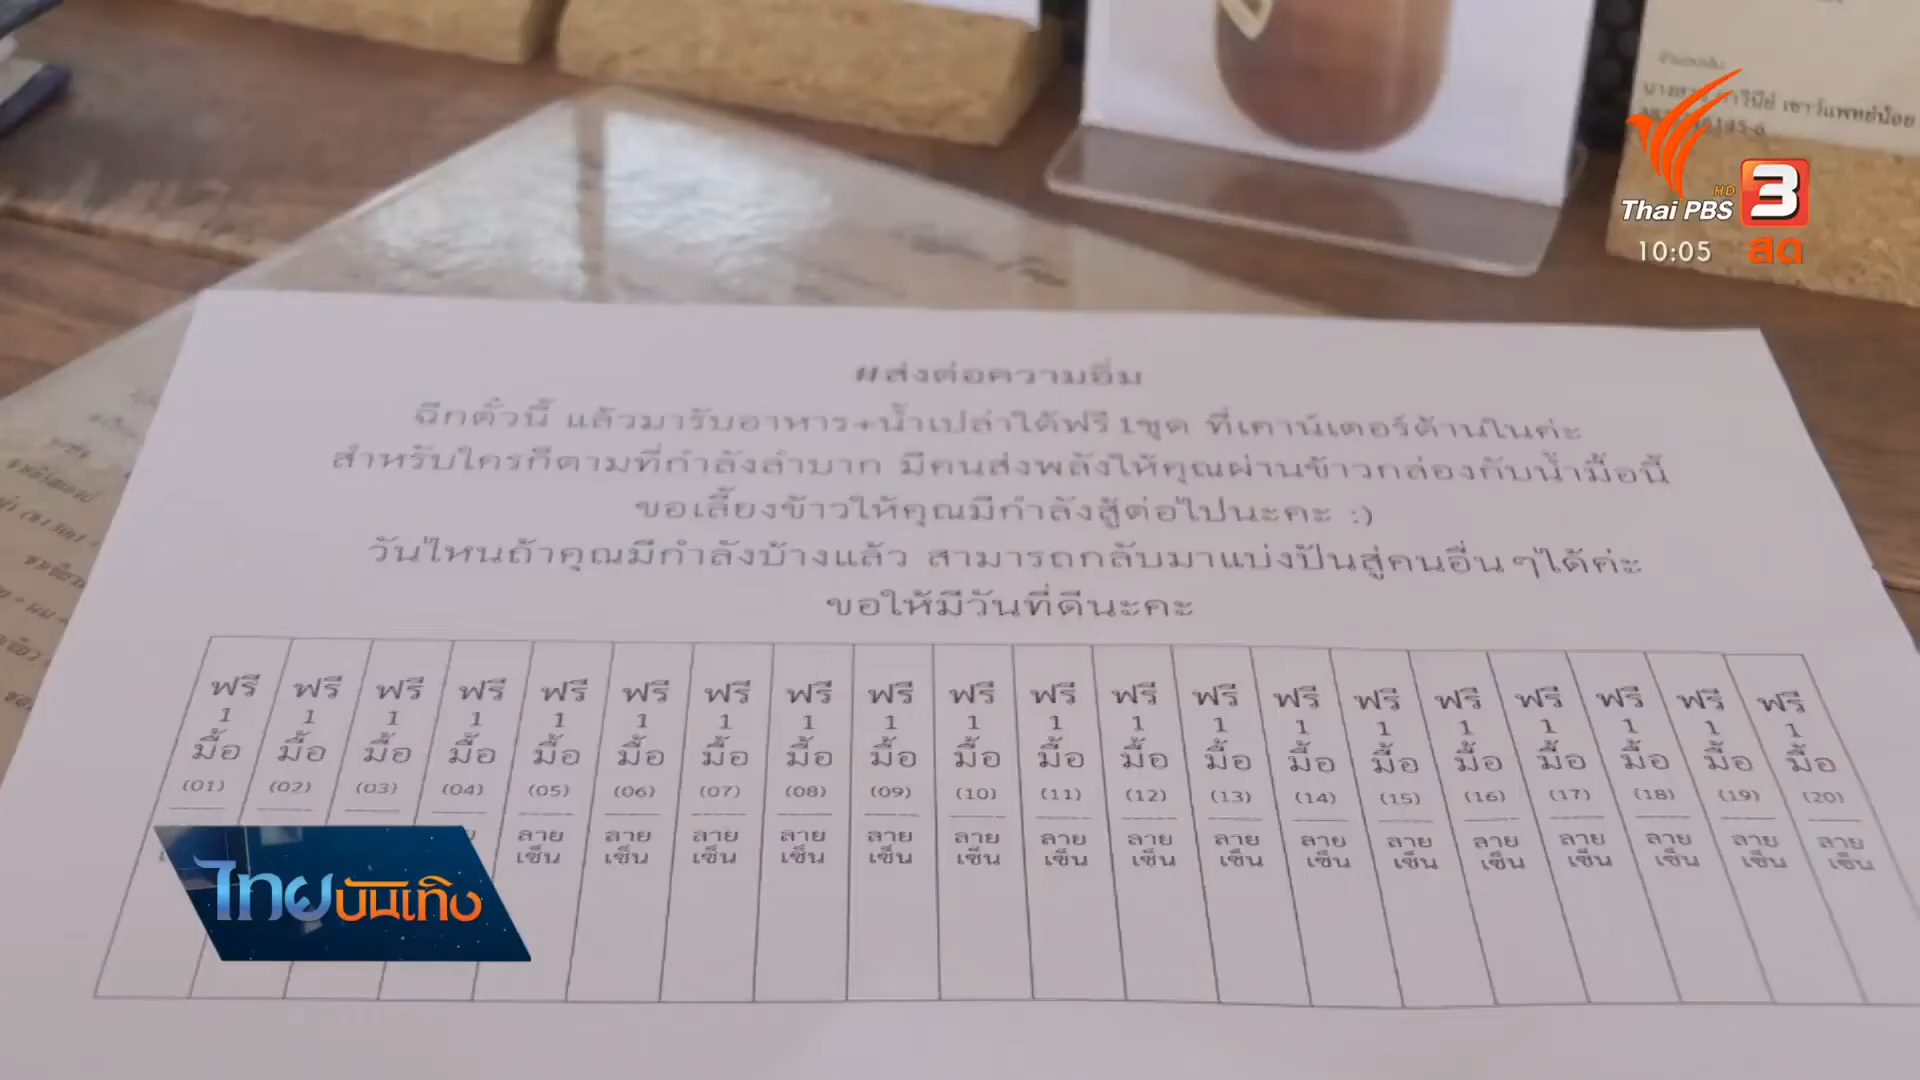 นางสาว
เชาว์แพทย์น้อย
Thai PBS
HD
3
10:05
สด
#ส่งต่อความอิ่ม
ฉีกตั๋วนี้ แล้วมารับอาหาร+น้ำเปล่าได้ฟรี 1ชุด ที่เคาน์เตอร์ด้านในค่ะ
สำหรับใครก็ตามที่กำลังลำบาก มีคนส่งพลังให้คุณผ่านข้าวกล่องกับน้ำมื้อนี้
ขอเลี้ยงข้าวให้คุณมีกำลังสู้ต่อไปนะคะ :)
วันไหนถ้าคุณมีกำลังบ้างแล้ว สามารถกลับมาแบ่งปันสู่คนอื่นๆได้ค่ะ
ขอให้มีวันที่ดีนะคะ
ฟรี ฟรี ฟรี ฟรี ฟรี ฟรี ฟรี ฟรี ฟรี ฟรี ฟรี ฟรี ฟรี ฟรี ฟรี ฟรี ฟรี ฟรี ฟรี ฟรี
1 1 1 1 1 1 1 1 1 1 1 1 1 1 1 1 1 1 1 1
มื้อ มื้อ มื้อ มื้อ มื้อ มื้อ มื้อ มื้อ มื้อ มื้อ มื้อ มื้อ มื้อ มื้อ มื้อ มื้อ มื้อ มื้อ มื้อ มื้อ
(01) (02) (03) (04) (05) (06) (07) (08) (09) (10) (11) (12) (13) (14) (15) (16) (17) (18) (19) (20)
ลาย ลาย ลาย ลาย ลาย ลาย ลาย ลาย ลาย ลาย ลาย ลาย ลาย ลาย ลาย ลาย
เซ็น เซ็น เซ็น เซ็น เซ็น เซ็น เซ็น เซ็น เซ็น เซ็น เซ็น เซ็น เซ็น เซ็น เซ็น เซ็น
ไทยบันเทิง